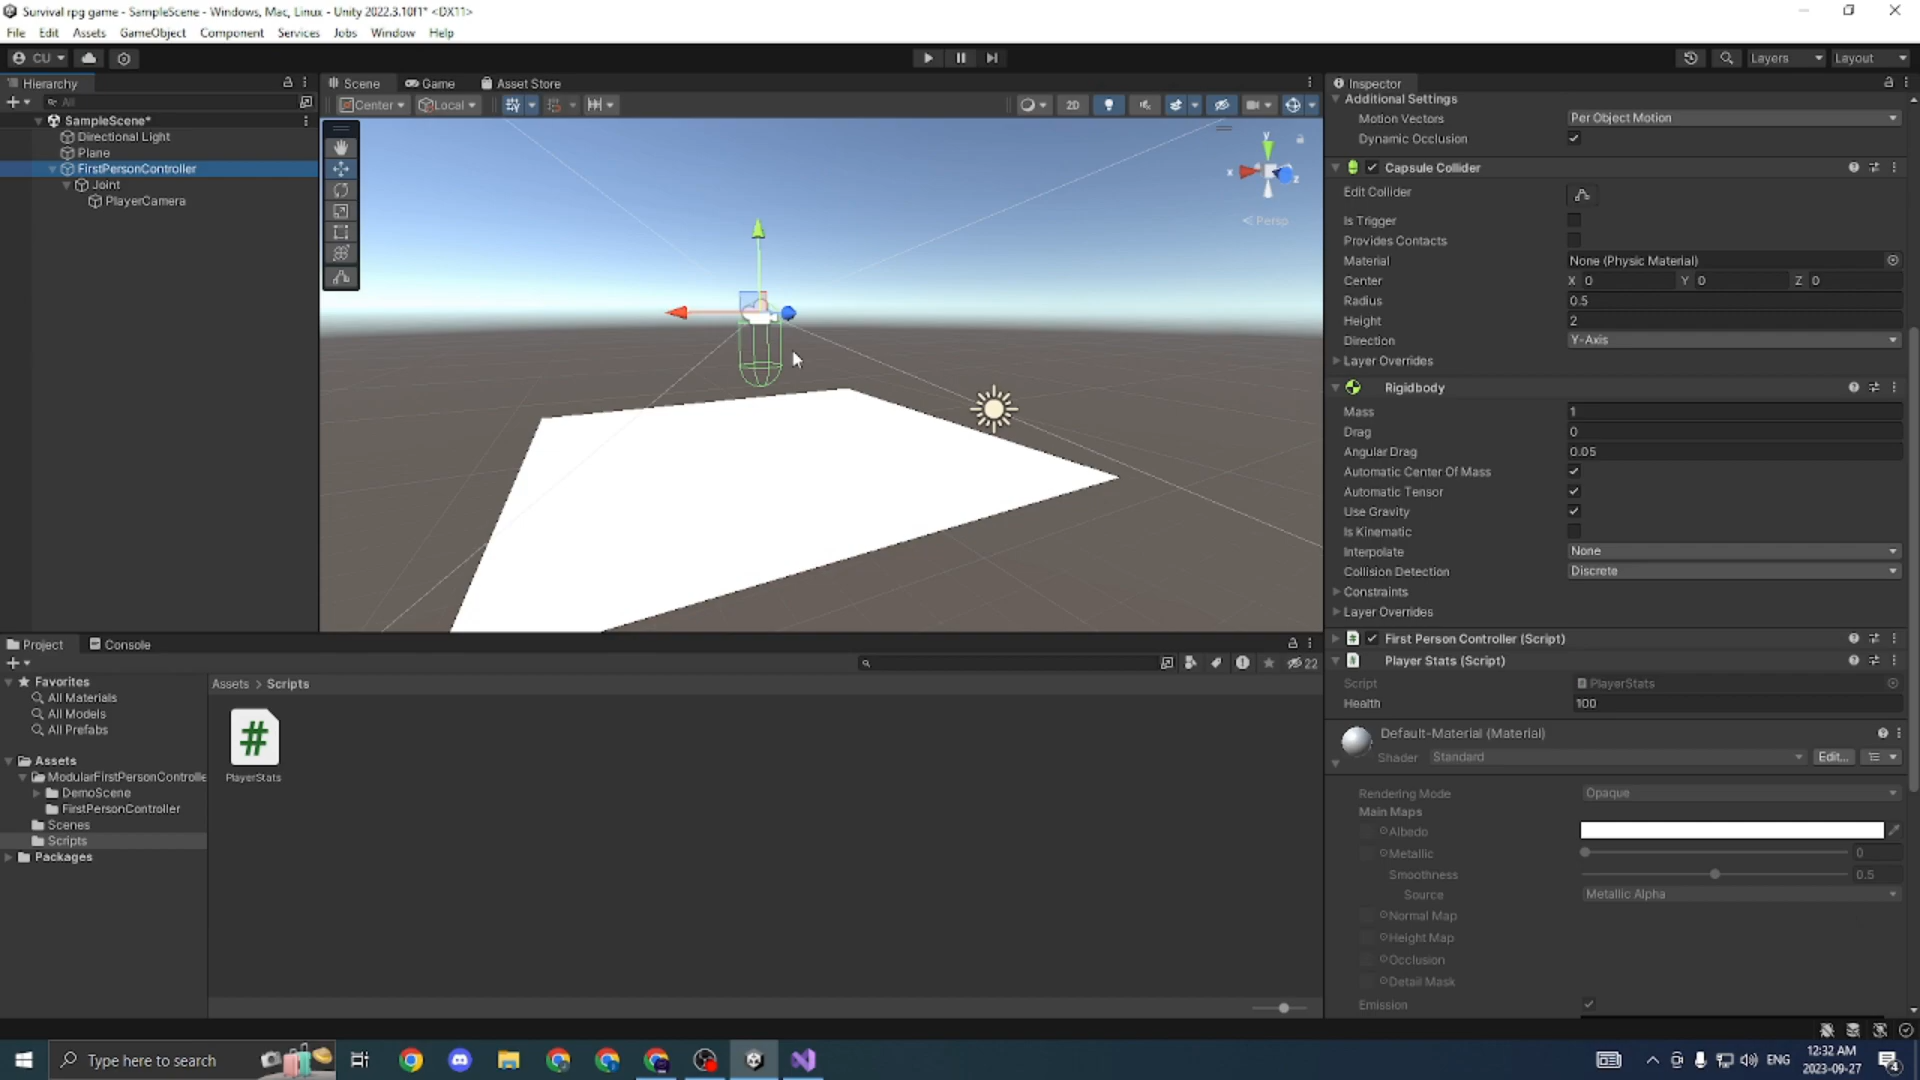 Survival rpg game - SampleScene - Windows, Mac, Linux - Unity 2022.3.10f1* <DX11>
File Edit Assets GameObject Component Services Jobs Window Help
CU Layers Layout
Hierarchy Scene Game Asset Store Inspector
All Center Local 2D
SampleScene*
Directional Light
Plane
FirstPersonController
Joint
PlayerCamera
y
x
z
Persp
Additional Settings
Motion Vectors Per Object Motion
Dynamic Occlusion
Capsule Collider
Edit Collider
Is Trigger
Provides Contacts
Material None (Physic Material)
Center X 0 Y 0 Z 0
Radius 0.5
Height 2
Direction Y-Axis
Layer Overrides
Rigidbody
Mass 1
Drag 0
Angular Drag 0.05
Automatic Center Of Mass
Automatic Tensor
Use Gravity
Is Kinematic
Interpolate None
Collision Detection Discrete
Constraints
Layer Overrides
# First Person Controller (Script)
# Player Stats (Script)
Script PlayerStats
Health 100
Default-Material (Material)
Shader Standard Edit...
Rendering Mode Opaque
Main Maps
Albedo
Metallic 0
Smoothness 0.5
Source Metallic Alpha
Normal Map
Height Map
Occlusion
Detail Mask
Emission
Project Console
22
Favorites
All Materials
All Models
All Prefabs
Assets
ModularFirstPersonControlle
DemoScene
FirstPersonController
Scenes
Scripts
Packages
Assets > Scripts
#
PlayerStats
Type here to search
ENG 12:32 AM
2023-09-27
4